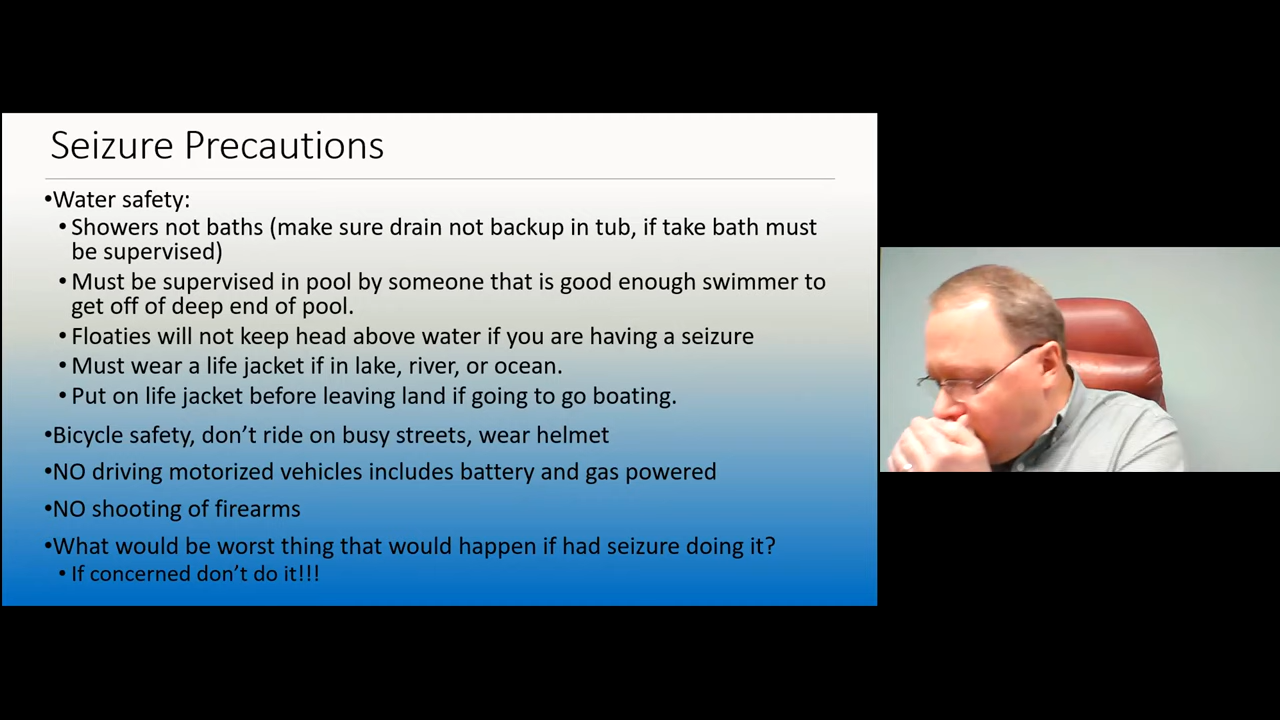 Seizure Precautions
•Water safety:
•Showers not baths (make sure drain not backup in tub, if take bath must
be supervised)
•Must be supervised in pool by someone that is good enough swimmer to
get off of deep end of pool.
•Floaties will not keep head above water if you are having a seizure
•Must wear a life jacket if in lake, river, or ocean.
•Put on life jacket before leaving land if going to go boating.
•Bicycle safety, don’t ride on busy streets, wear helmet
•NO driving motorized vehicles includes battery and gas powered
•NO shooting of firearms
•What would be worst thing that would happen if had seizure doing it?
•If concerned don’t do it!!!